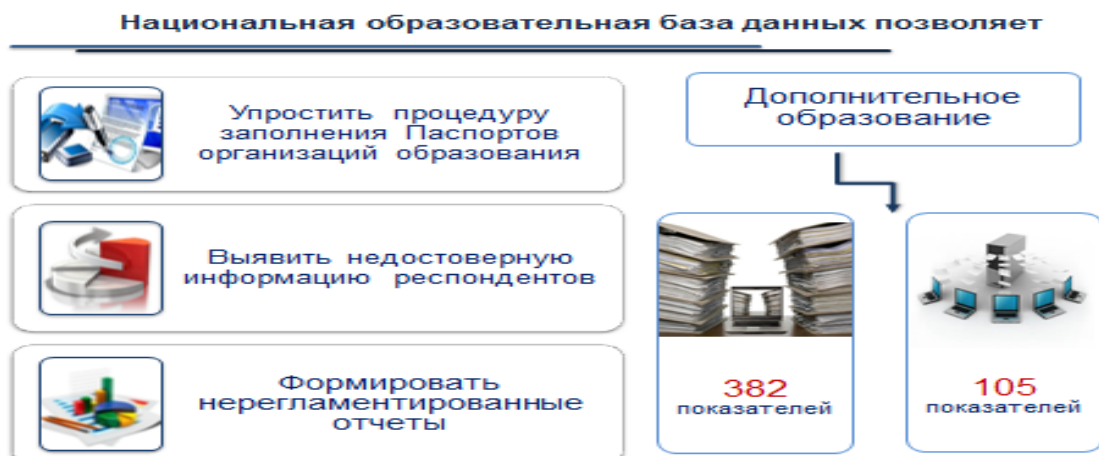 Национальная образовательная база данных позволяет
Упростить процедуру
заполнения Паспортов
организаций образования
Выявить недостоверную
информацию респондентов
Формировать
нерегламентированные
отчеты
Дополнительное
образование
382
показателей
105
показателей